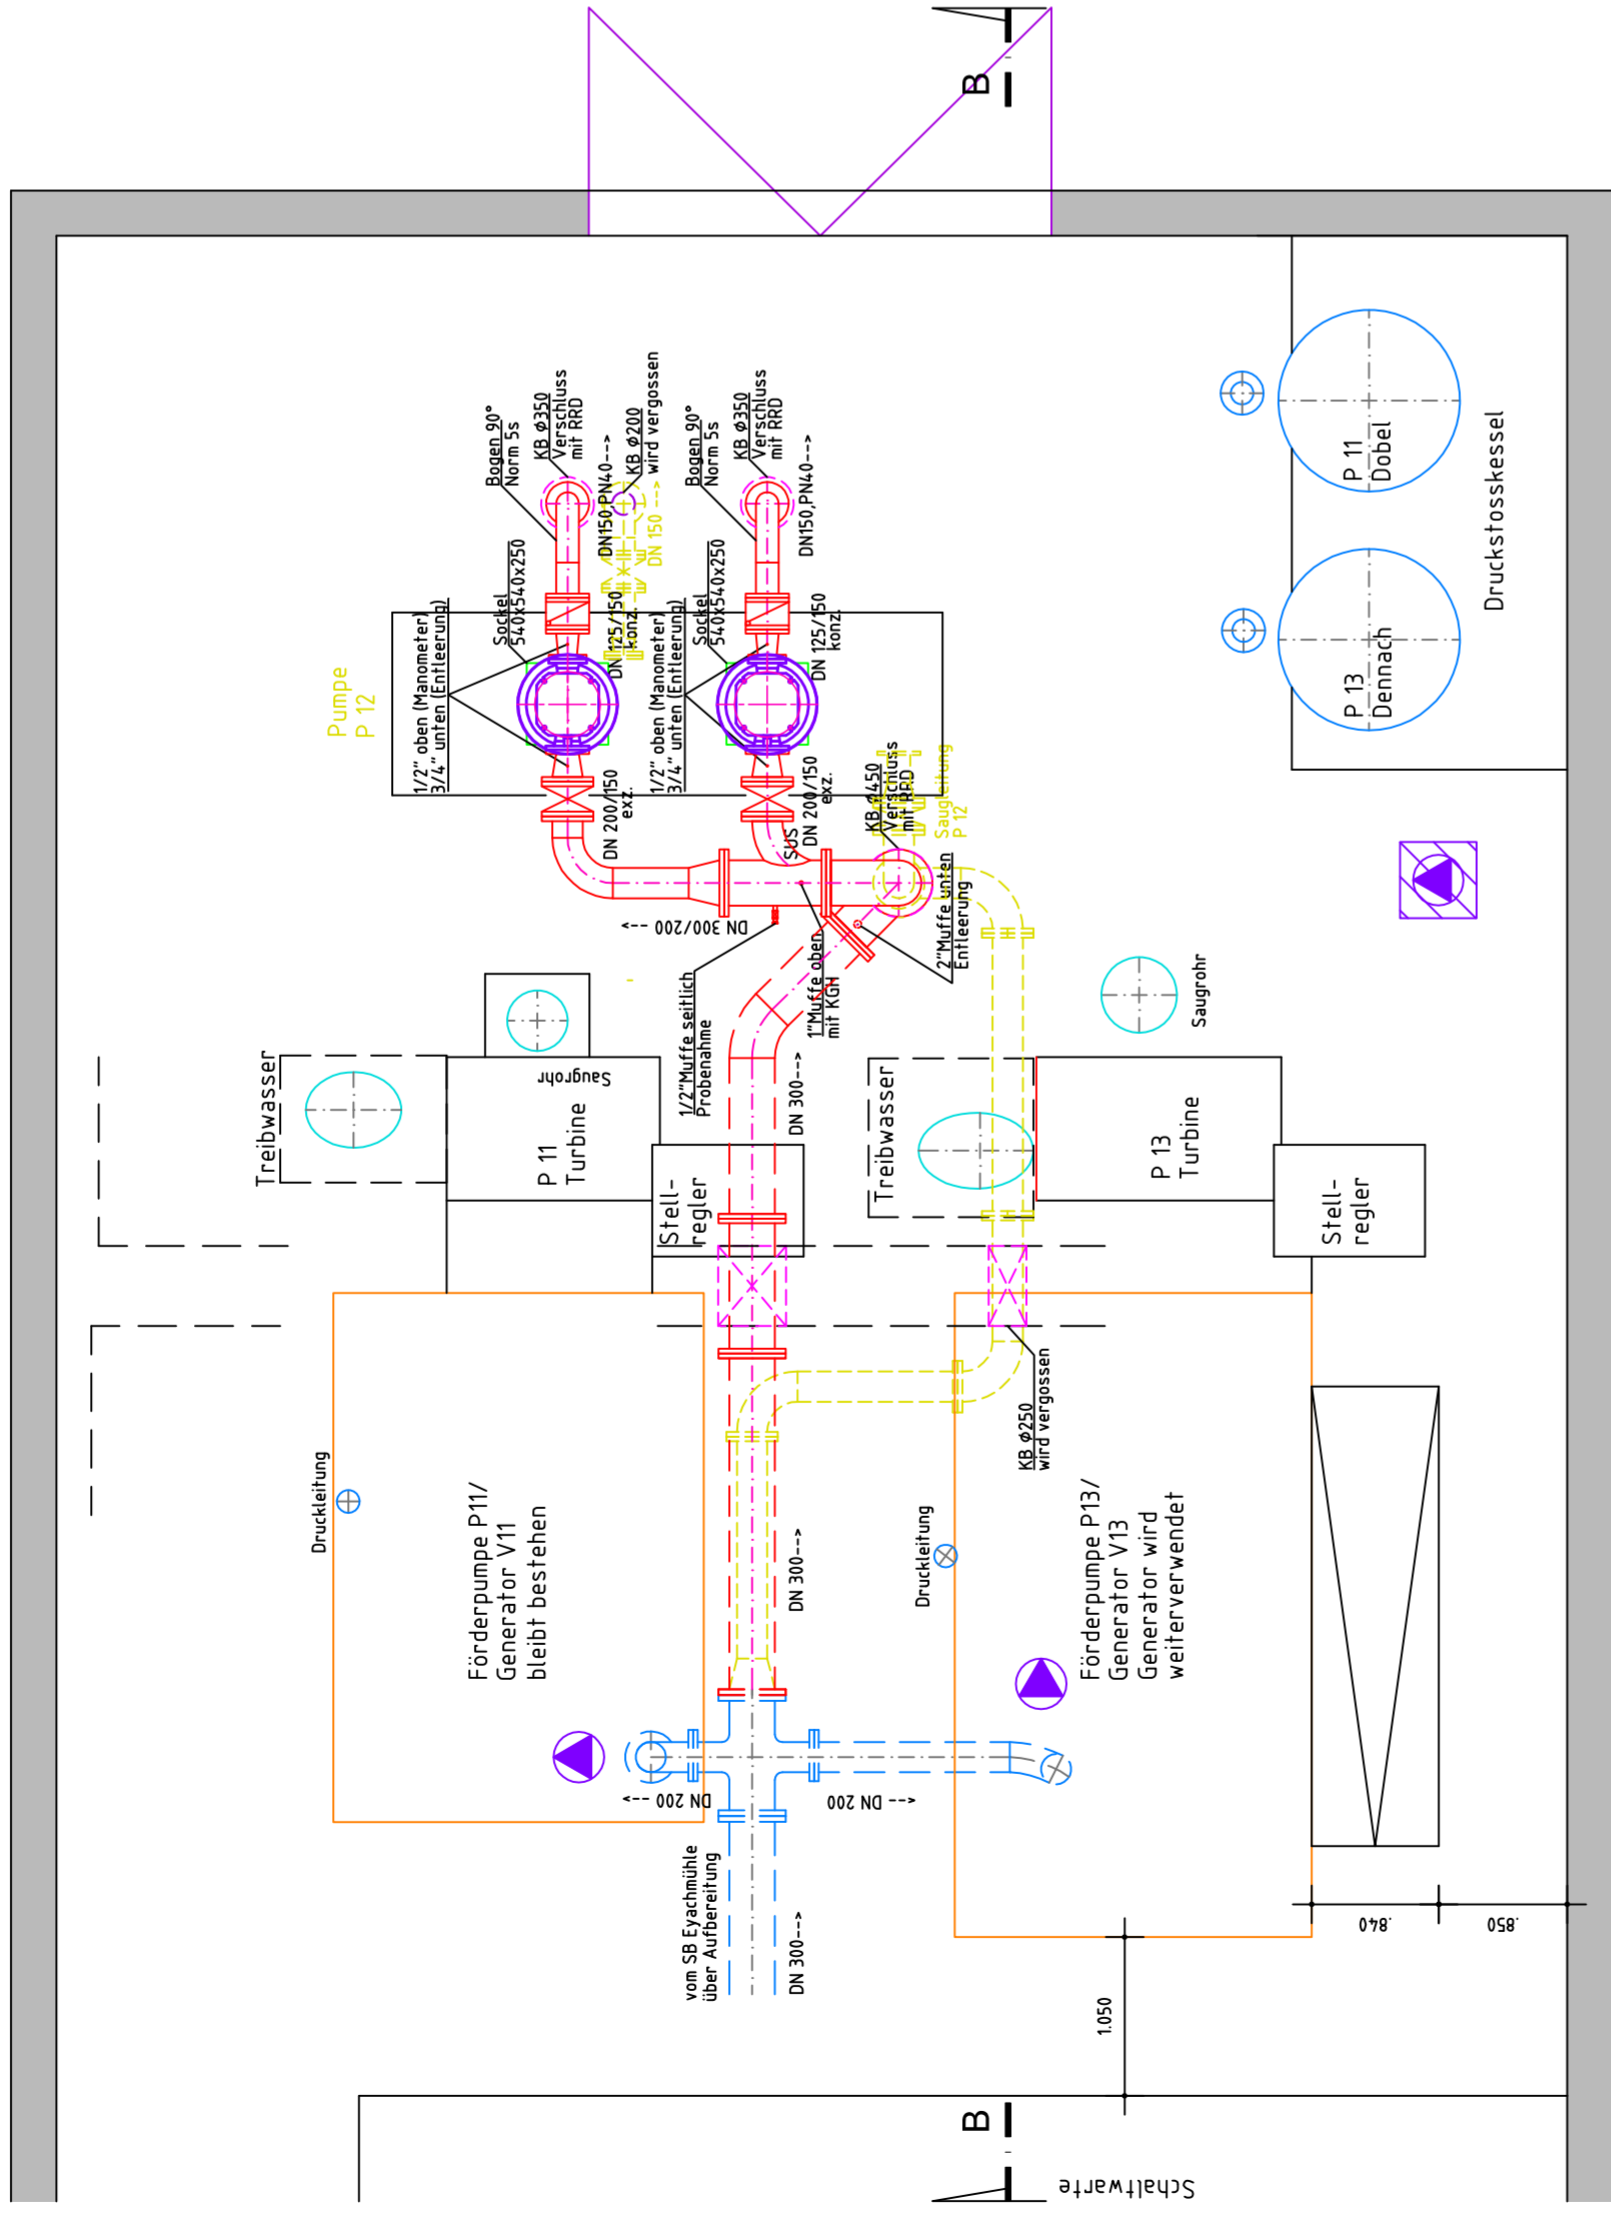 B
Pumpe
P 12
1/2" oben (Manometer)
3/4" unten (Entleerung)
Sockel
540x540x250
Bogen 90°
Norm 5s
KB ϕ350
Verschluss
mit RRD
DN150,PN40--->
KB ϕ200
wird vergossen
DN 150 --->
DN 125/150
konz.
1/2" oben (Manometer)
3/4" unten (Entleerung)
Sockel
540x540x250
Bogen 90°
Norm 5s
KB ϕ350
Verschluss
mit RRD
DN150,PN40--->
DN 125/150
konz.
DN 200/150
exz.
SUS
DN 200/150
exz.
KB ϕ450
Verschluss
mit RRD
Saugleitung
P 12
DN 300/200 --->
2"Muffe unten
Entleerung
1"Muffe oben
mit KGH
1/2"Muffe seitlich
Probenahme
P 11
Dobel
P 13
Dennach
Druckstosskessel
Treibwasser
Saugrohr
P 11
Turbine
Stell-
regler
DN 300--->
Treibwasser
Saugrohr
P 13
Turbine
Stell-
regler
KB ϕ250
wird vergossen
Druckleitung
Förderpumpe P11/
Generator V11
bleibt bestehen
DN 300--->
Druckleitung
Förderpumpe P13/
Generator V13
Generator wird
weiterverwendet
DN 200 --->
<--- DN 200
vom SB Eyachmühle
über Aufbereitung
DN 300--->
.840
.850
1.050
B
Schaltwarte